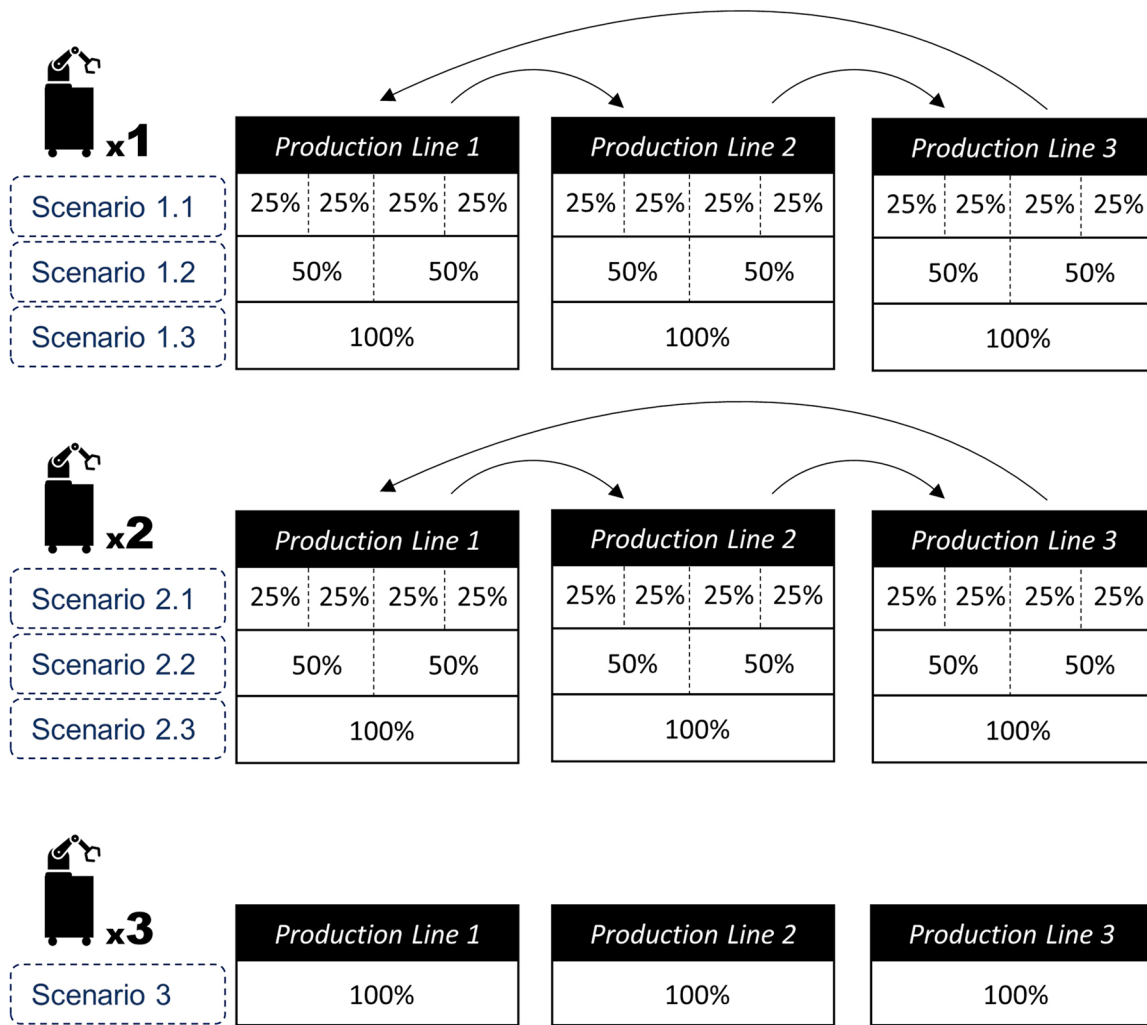 x1
Production Line 1 Production Line 2 Production Line 3
Scenario 1.1 25% 25% 25% 25% 25% 25% 25% 25% 25% 25% 25% 25%
Scenario 1.2 50% 50% 50% 50% 50% 50%
Scenario 1.3 100% 100% 100%
x2
Production Line 1 Production Line 2 Production Line 3
Scenario 2.1 25% 25% 25% 25% 25% 25% 25% 25% 25% 25% 25% 25%
Scenario 2.2 50% 50% 50% 50% 50% 50%
Scenario 2.3 100% 100% 100%
x3
Production Line 1 Production Line 2 Production Line 3
Scenario 3 100% 100% 100%